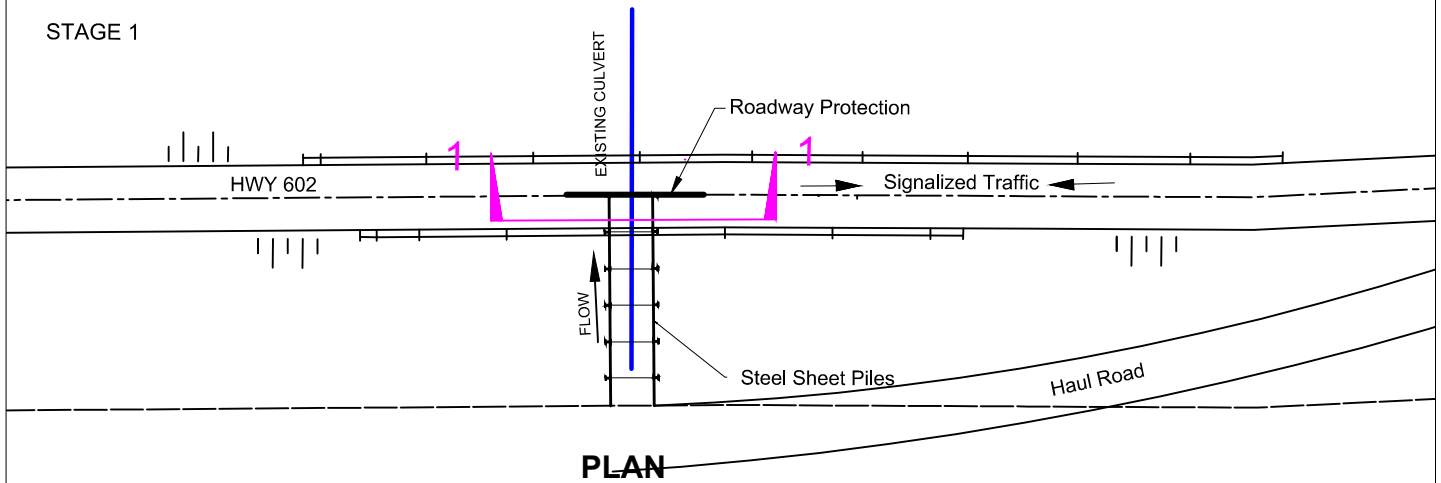 STAGE 1
EXISTING CULVERT
Roadway Protection
1
1
HWY 602
Signalized Traffic
FLOW
Steel Sheet Piles
Haul Road
PLAN